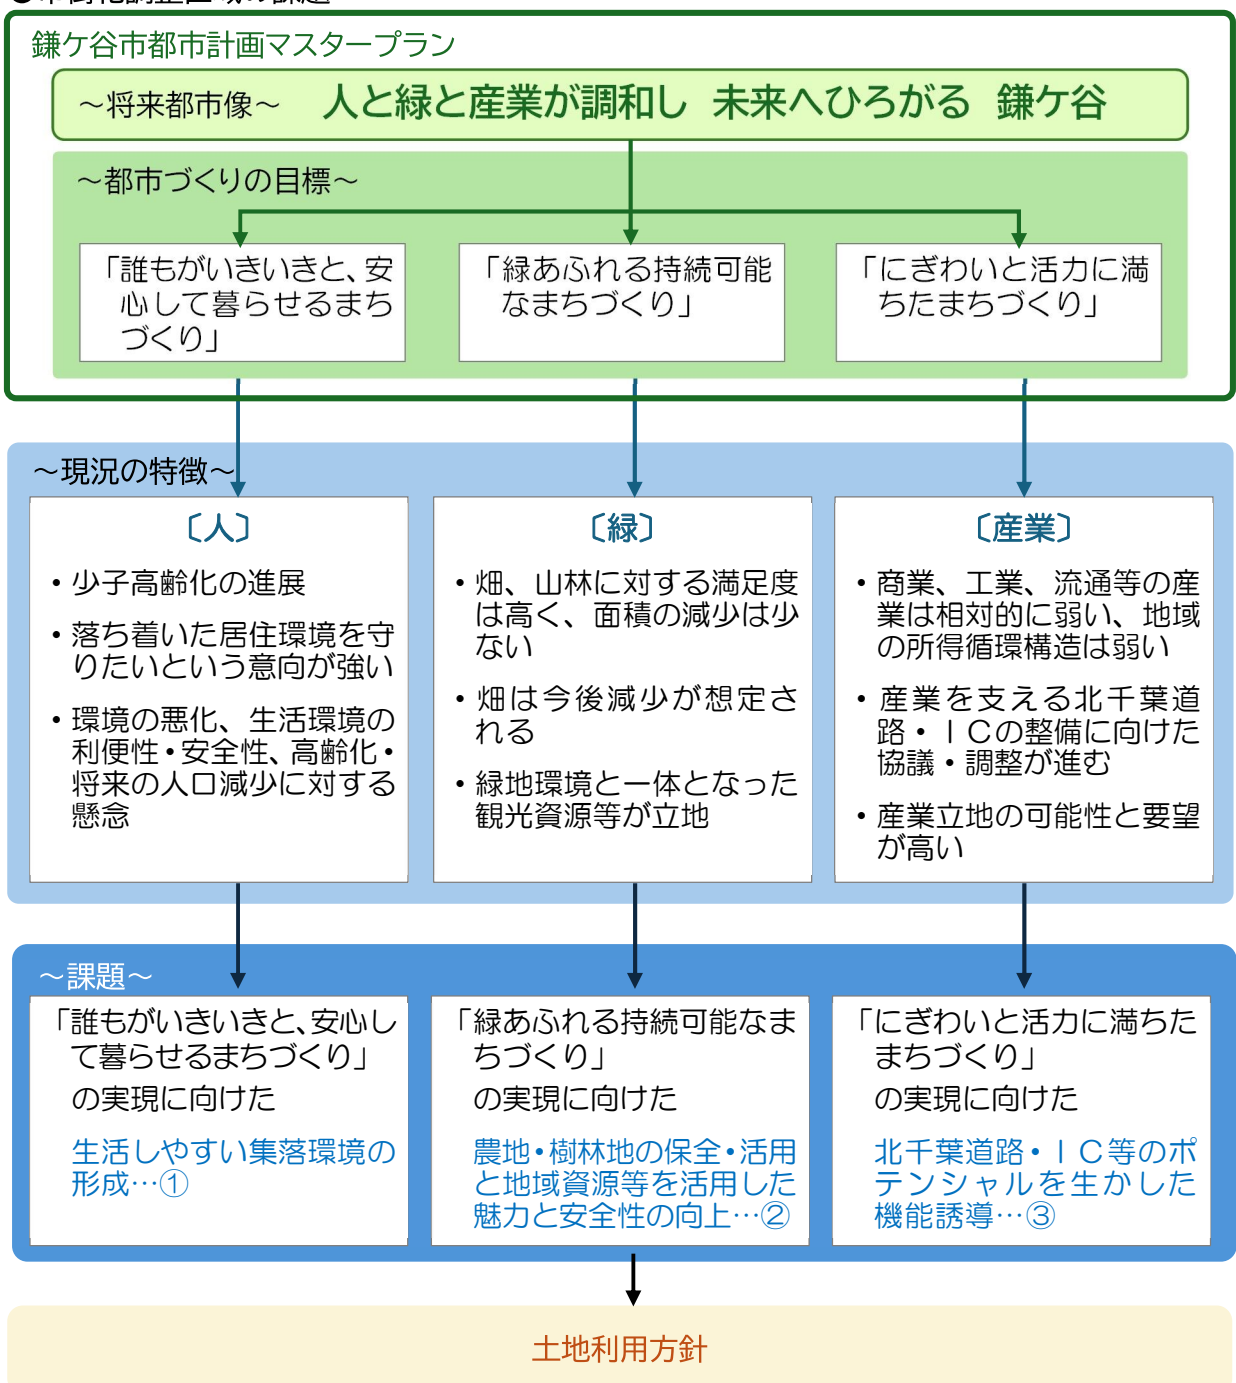 鎌ケ谷市都市計画マスタープラン
～将来都市像～ 人と緑と産業が調和し 未来へひろがる 鎌ケ谷
～都市づくりの目標～
「誰もがいきいきと、安
心して暮らせるまち
づくり」
「緑あふれる持続可能
なまちづくり」
「にぎわいと活力に満
ちたまちづくり」
～現況の特徴～
〔人〕
・少子高齢化の進展
・落ち着いた居住環境を守
りたいという意向が強い
・環境の悪化、生活環境の
利便性・安全性、高齢化・
将来の人口減少に対する
懸念
〔緑〕
・畑、山林に対する満足度
は高く、面積の減少は少
ない
・畑は今後減少が想定さ
れる
・緑地環境と一体となった
観光資源等が立地
〔産業〕
・商業、工業、流通等の産
業は相対的に弱い、地域
の所得循環構造は弱い
・産業を支える北千葉道
路・ＩＣの整備に向けた
協議・調整が進む
・産業立地の可能性と要望
が高い
～課題～
「誰もがいきいきと、安心し
て暮らせるまちづくり」
の実現に向けた
生活しやすい集落環境の
形成…①
「緑あふれる持続可能なま
ちづくり」
の実現に向けた
農地・樹林地の保全・活用
と地域資源等を活用した
魅力と安全性の向上…②
「にぎわいと活力に満ちた
まちづくり」
の実現に向けた
北千葉道路・ＩＣ等のポ
テンシャルを生かした
機能誘導…③
土地利用方針